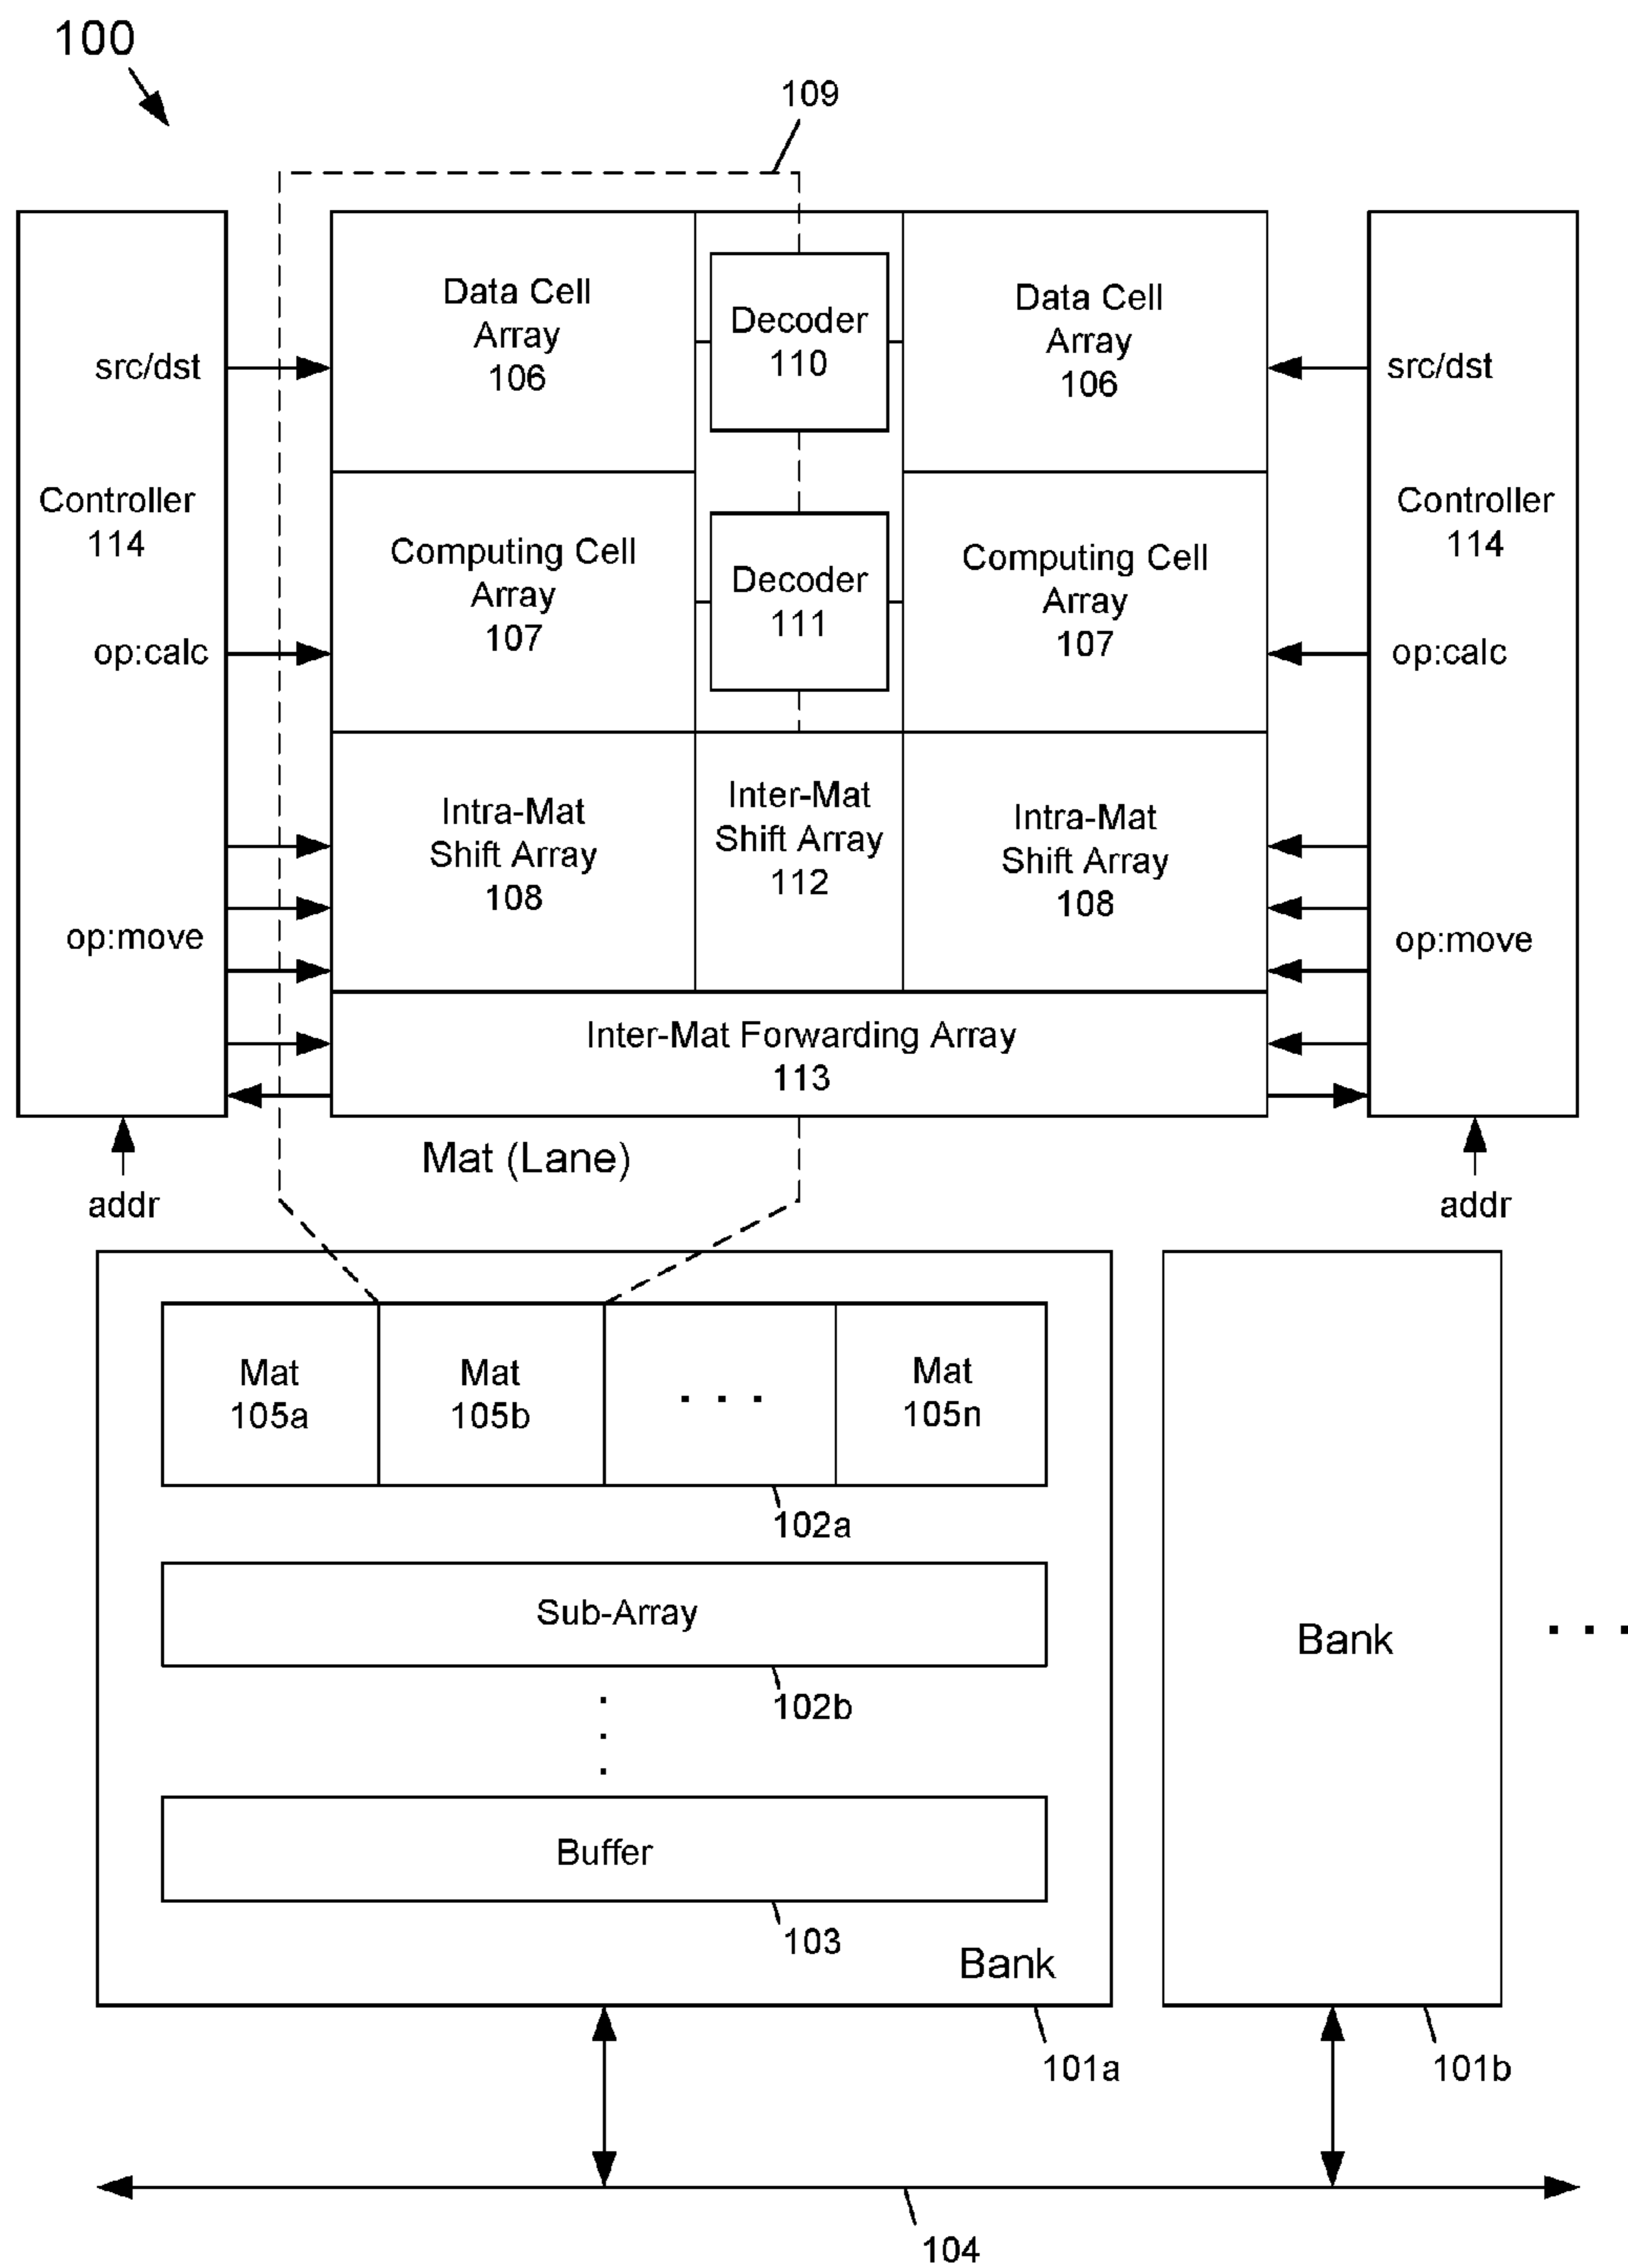 100
109
Data Cell
Array
106
Decoder
110
Data Cell
Array
106
src/dst
src/dst
Controller
114
Controller
114
Computing Cell
Array
107
Decoder
111
Computing Cell
Array
107
op:calc
op:calc
Intra-Mat
Shift Array
108
Inter-Mat
Shift Array
112
Intra-Mat
Shift Array
108
op:move
op:move
Inter-Mat Forwarding Array
113
Mat (Lane)
addr
addr
Mat
105a
Mat
105b
. . .
Mat
105n
102a
Sub-Array
102b
.
.
.
Buffer
103
Bank
101a
Bank
101b
. . .
104